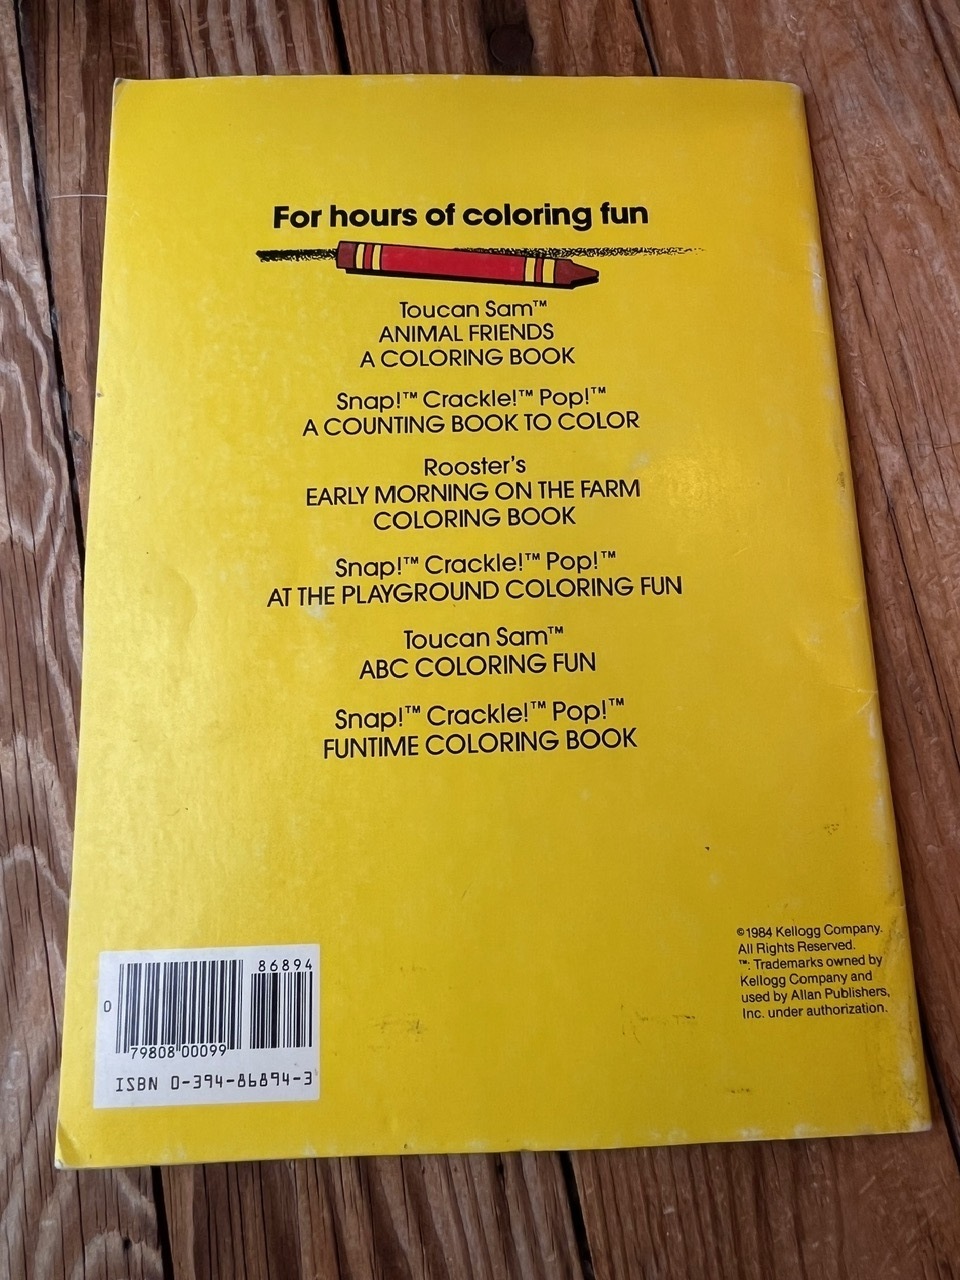 For hours of coloring fun
Toucan Sam™
ANIMAL FRIENDS
A COLORING BOOK
Snap!™ Crackle!™ Pop!™
A COUNTING BOOK TO COLOR
Rooster's
EARLY MORNING ON THE FARM
COLORING BOOK
Snap!™ Crackle!™ Pop!™
AT THE PLAYGROUND COLORING FUN
Toucan Sam™
ABC COLORING FUN
Snap!™ Crackle!™ Pop!™
FUNTIME COLORING BOOK
©1984 Kellogg Company.
All Rights Reserved.
™: Trademarks owned by
Kellogg Company and
used by Allan Publishers,
Inc. under authorization.
86894
0
79808 00099
ISBN 0-394-86894-3